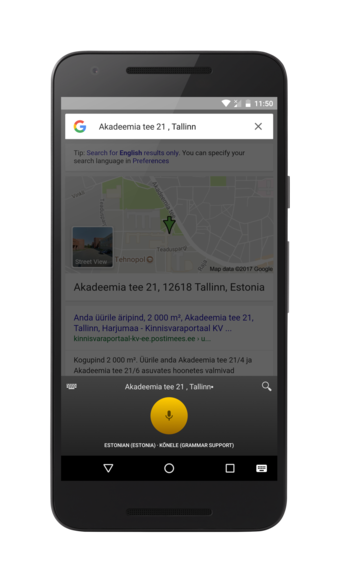 11:50
Akadeemia tee 21 , Tallinn
Tip: Search for English results only. You can specify your
search language in Preferences
Tehnopol
Street View
Map data ©2017 Google
Akadeemia tee 21, 12618 Tallinn, Estonia
Anda üürile äripind, 2 000 m², Akadeemia tee 21,
Tallinn, Harjumaa - Kinnisvaraportaal KV ...
kinnisvaraportaal-kv-ee.postimees.ee › u...
Kogupind 2 000 m². Üürile anda Akadeemia tee 21/4 ja
Akadeemia tee 21/6 asuvates hoonetes valmivad
Akadeemia tee 21 , Tallinn•
ESTONIAN (ESTONIA) · KÕNELE (GRAMMAR SUPPORT)